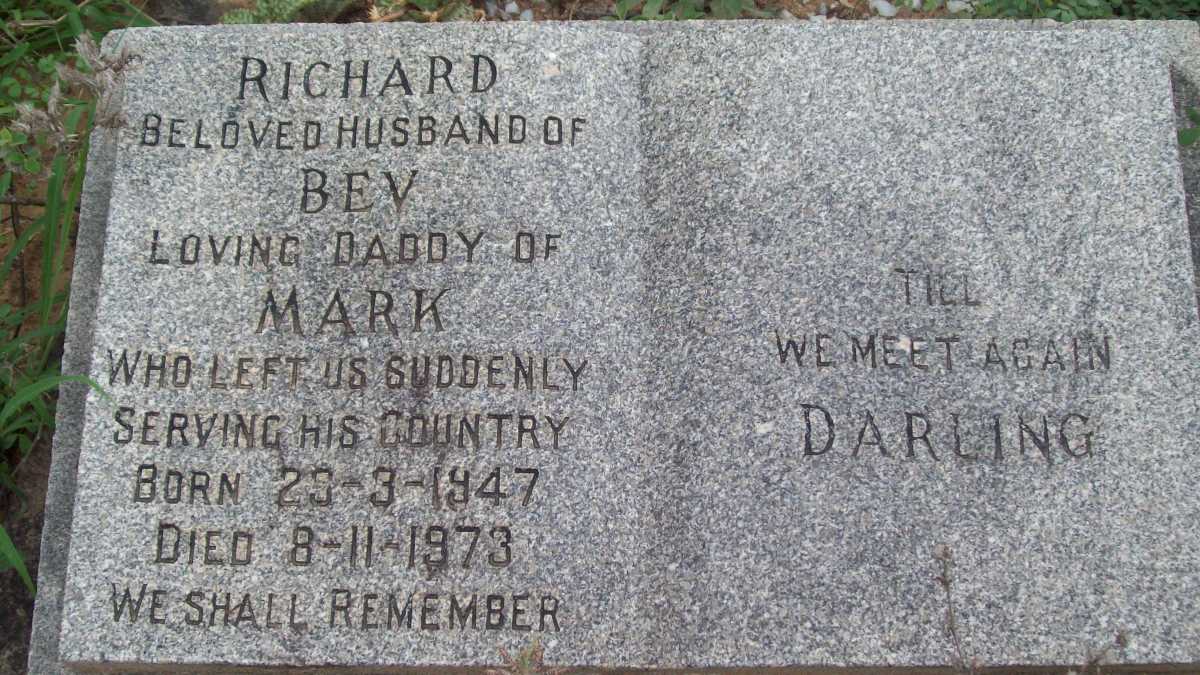 RICHARD
BELOVED HUSBAND OF
BEV
LOVING DADDY OF
MARK
WHO LEFT US SUDDENLY
SERVING HIS COUNTRY
BORN 29-3-1947
DIED 8-11-1973
WE SHALL REMEMBER
TILL
WE MEET AGAIN
DARLING